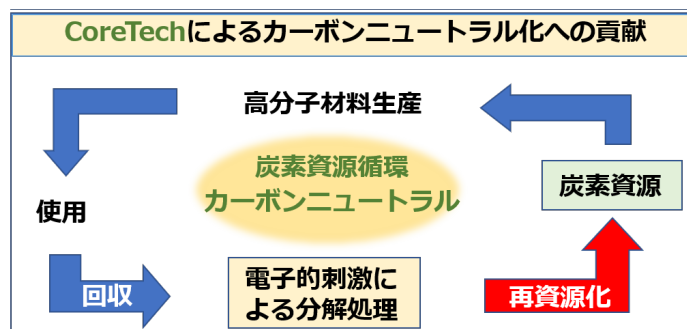 CoreTechによるカーボンニュートラル化への貢献
高分子材料生産
炭素資源循環
カーボンニュートラル
炭素資源
使用
回収
電子的刺激に
よる分解処理
再資源化